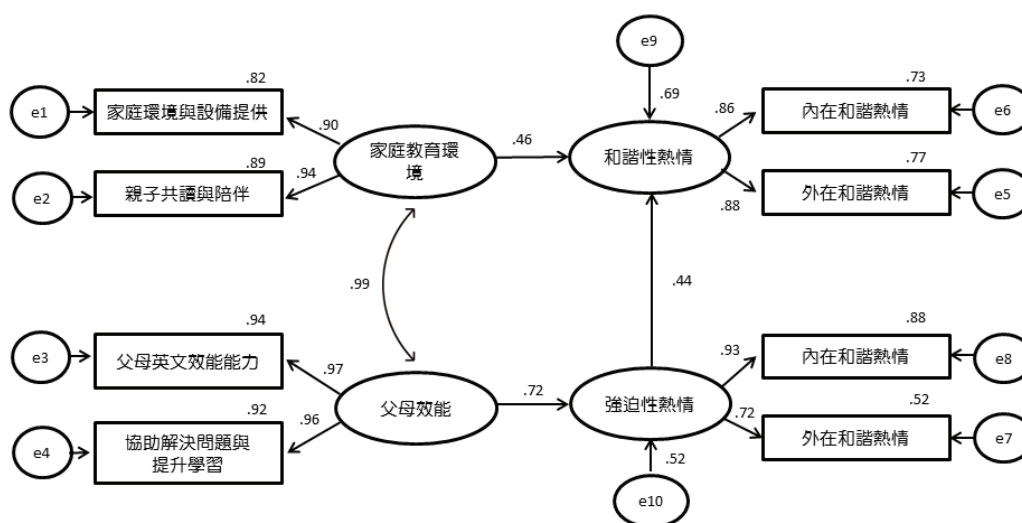 e9
.82
.73
e1
家庭環境與設備提供
.90
.69
.86
內在和諧熱情
e6
家庭教育環
境
.46
和諧性熱情
.89
.77
e2
親子共讀與陪伴
.94
.88
外在和諧熱情
e5
.99
.44
.94
.88
e3
父母英文效能能力
.97
.93
內在和諧熱情
e8
父母效能
.72
強迫性熱情
.92
.52
e4
協助解決問題與
提升學習
.96
.72
外在和諧熱情
e7
.52
e10